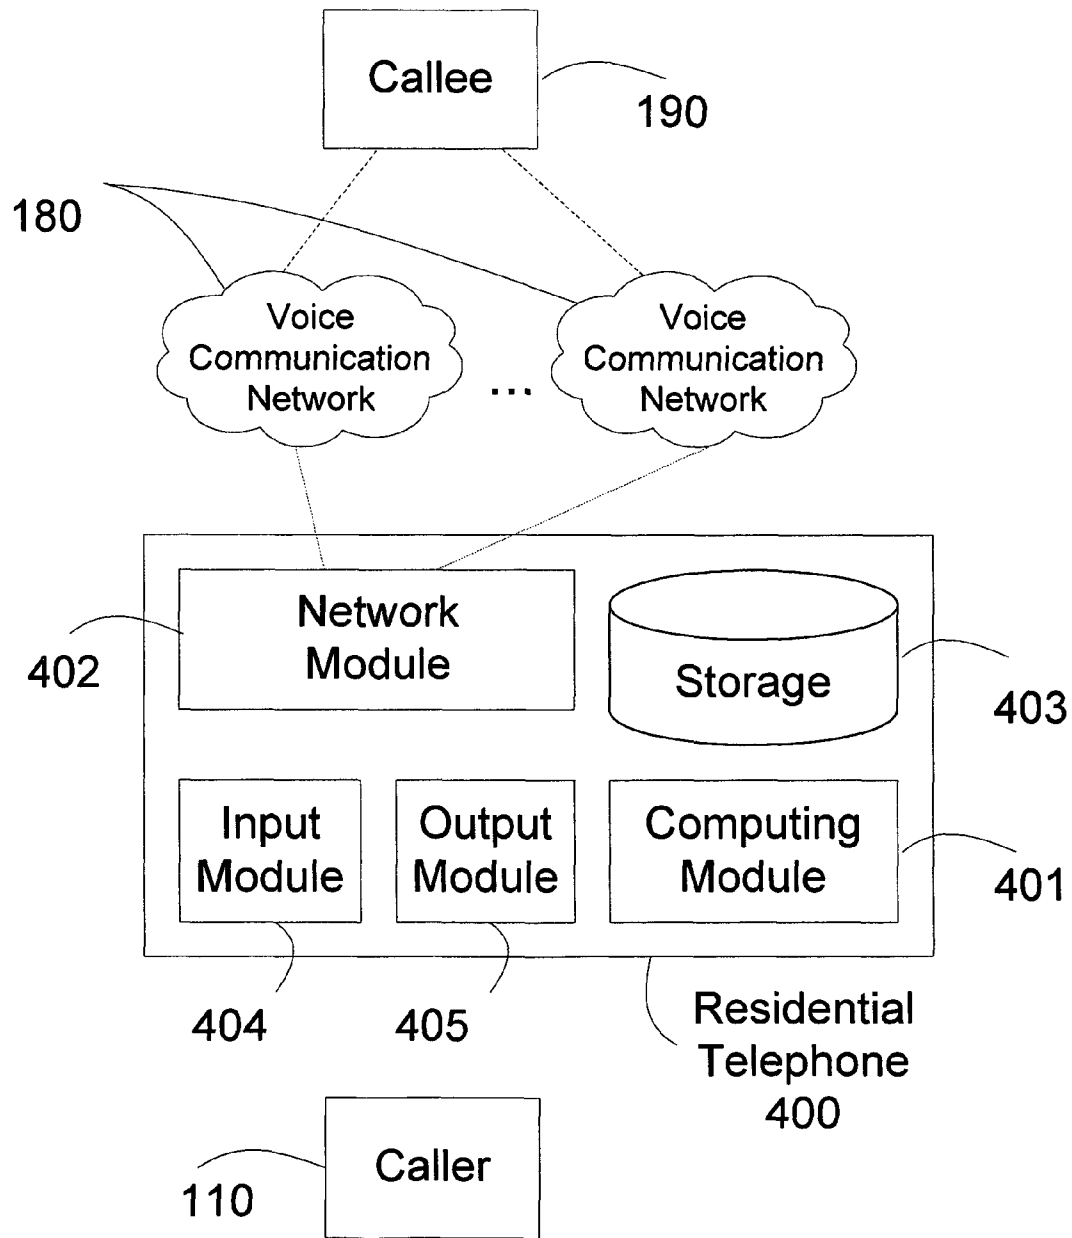 Callee
190
180
Voice
Communication
Network
...
Voice
Communication
Network
Network
Module
402
Storage
403
Input
Module
Output
Module
Computing
Module
401
404
405
Residential
Telephone
400
Caller
110